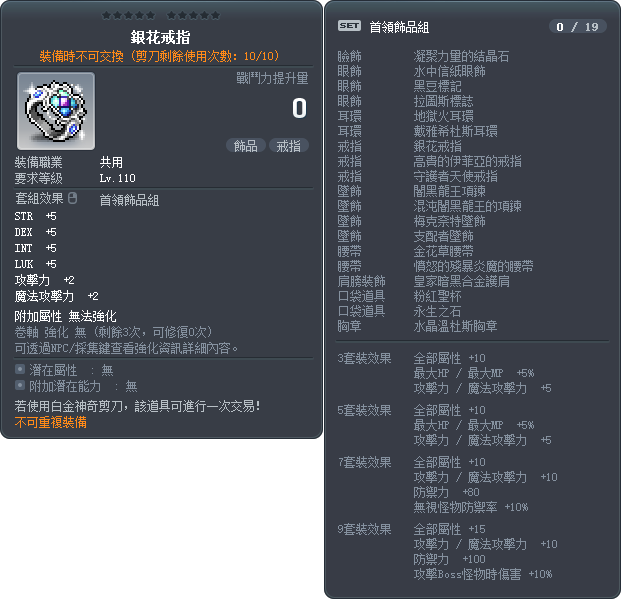 銀花戒指
裝備時不可交換 (剪刀剩餘使用次數: 10/10)
戰鬥力提升量
0
飾品 戒指
裝備職業 共用
要求等級 Lv.110
套組效果 首領飾品組
STR +5
DEX +5
INT +5
LUK +5
攻擊力 +2
魔法攻擊力 +2
附加屬性 無法強化
卷軸 強化 無 (剩餘3次, 可修復0次)
可透過NPC/採集鍵查看強化資訊詳細內容。
潛在屬性 : 無
附加潛在能力 : 無
若使用白金神奇剪刀, 該道具可進行一次交易!
不可重複裝備
SET 首領飾品組 0 / 19
臉飾 凝聚力量的結晶石
眼飾 水中信紙眼飾
眼飾 黑豆標記
眼飾 拉圖斯標誌
耳環 地獄火耳環
耳環 戴雅希杜斯耳環
戒指 銀花戒指
戒指 高貴的伊菲亞的戒指
戒指 守護者天使戒指
墜飾 闇黑龍王項鍊
墜飾 混沌闇黑龍王的項鍊
墜飾 梅克奈特墜飾
墜飾 支配者墜飾
腰帶 金花草腰帶
腰帶 憤怒的殘暴炎魔的腰帶
肩膀裝飾 皇家暗黑合金護肩
口袋道具 粉紅聖杯
口袋道具 永生之石
胸章 水晶溫杜斯胸章
3套裝效果 全部屬性 +10
最大HP / 最大MP +5%
攻擊力 / 魔法攻擊力 +5
5套裝效果 全部屬性 +10
最大HP / 最大MP +5%
攻擊力 / 魔法攻擊力 +5
7套裝效果 全部屬性 +10
攻擊力 / 魔法攻擊力 +10
防禦力 +80
無視怪物防禦率 +10%
9套裝效果 全部屬性 +15
攻擊力 / 魔法攻擊力 +10
防禦力 +100
攻擊Boss怪物時傷害 +10%